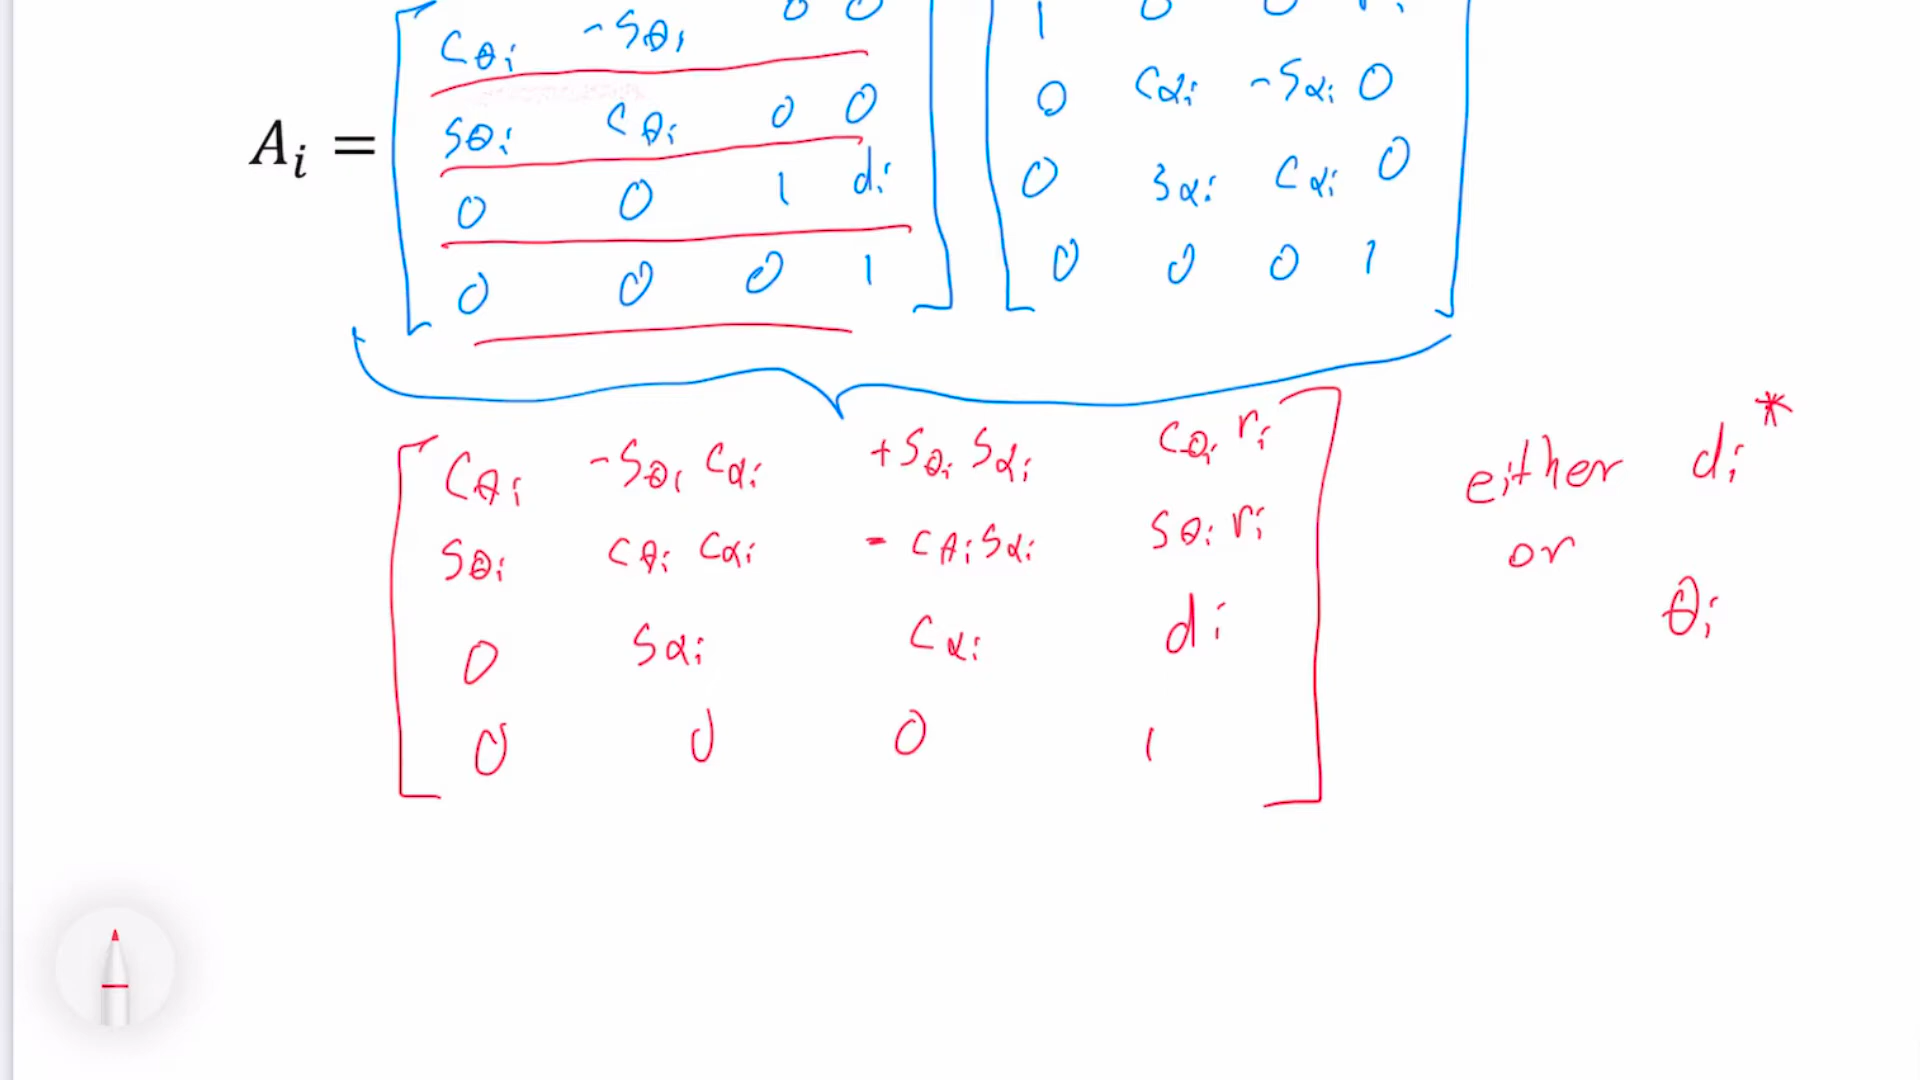 Cθi -Sθi 0 0 1 0 0 ri
Sθi Cθi 0 0 0 Cαi -Sαi 0
Ai =
0 0 1 di 0 Sαi Cαi 0
0 0 0 1 0 0 0 1
Cθi -Sθi Cαi +Sθi Sαi Cθi ri
Sθi Cθi Cαi - Cθi Sαi Sθi ri
0 Sαi Cαi di
0 0 0 1
either di*
or
θi